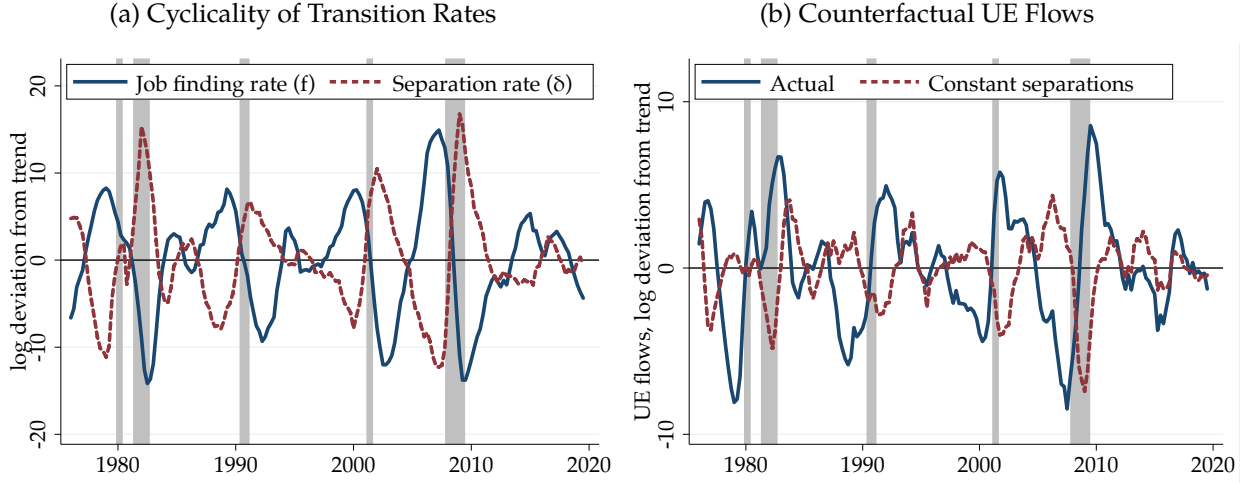 (a) Cyclicality of Transition Rates
log deviation from trend
20
10
0
-10
-20
Job finding rate (f)
Separation rate (δ)
1980
1990
2000
2010
2020
(b) Counterfactual UE Flows
UE flows, log deviation from trend
10
0
-10
Actual
Constant separations
1980
1990
2000
2010
2020